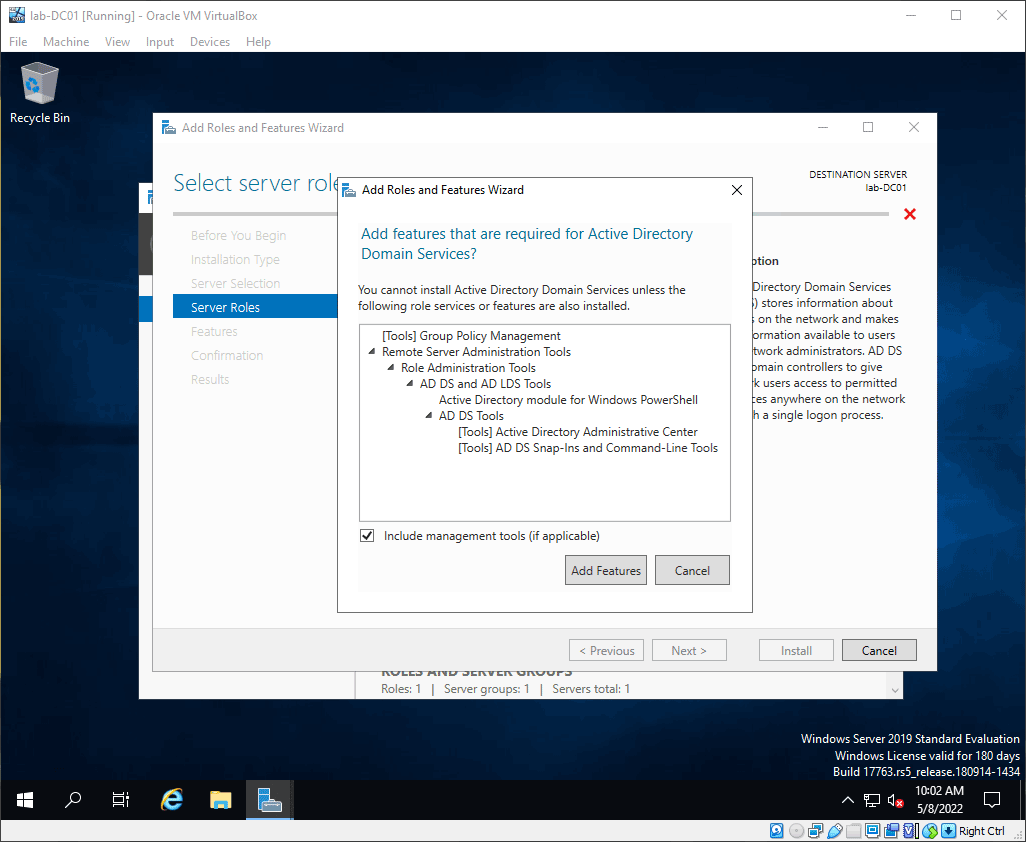 lab-DC01 [Running] - Oracle VM VirtualBox
File Machine View Input Devices Help
Recycle Bin
Add Roles and Features Wizard
Select server role
DESTINATION SERVER
lab-DC01
Before You Begin
Installation Type
Server Selection
Server Roles
Features
Confirmation
Results
Add Roles and Features Wizard
Add features that are required for Active Directory
Domain Services?
You cannot install Active Directory Domain Services unless the
following role services or features are also installed.
[Tools] Group Policy Management
Remote Server Administration Tools
Role Administration Tools
AD DS and AD LDS Tools
Active Directory module for Windows PowerShell
AD DS Tools
[Tools] Active Directory Administrative Center
[Tools] AD DS Snap-Ins and Command-Line Tools
Include management tools (if applicable)
Add Features Cancel
ption
Directory Domain Services
) stores information about
on the network and makes
ormation available to users
twork administrators. AD DS
omain controllers to give
k users access to permitted
ces anywhere on the network
h a single logon process.
< Previous Next > Install Cancel
ROLES AND SERVER GROUPS
Roles: 1 | Server groups: 1 | Servers total: 1
Windows Server 2019 Standard Evaluation
Windows License valid for 180 days
Build 17763.rs5_release.180914-1434
10:02 AM
5/8/2022
Right Ctrl